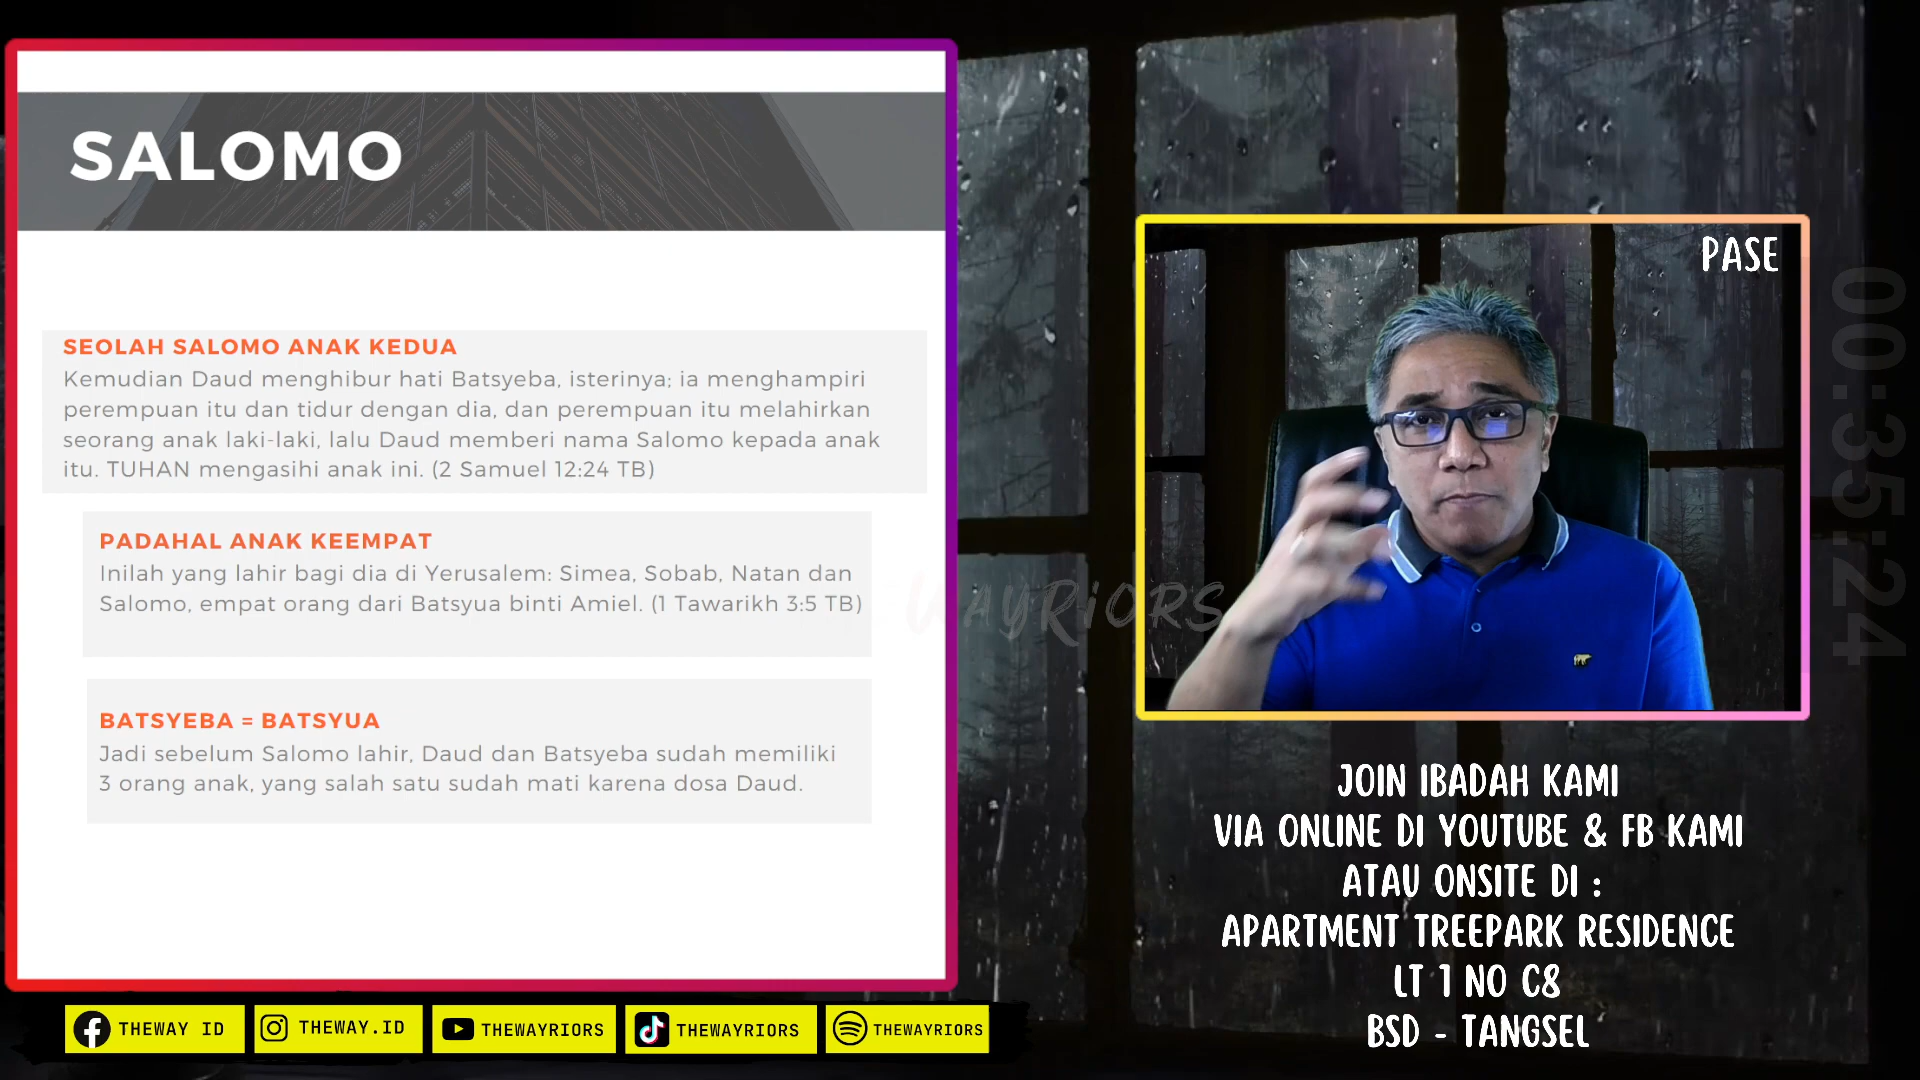 SALOMO
SEOLAH SALOMO ANAK KEDUA
Kemudian Daud menghibur hati Batsyeba, isterinya; ia menghampiri
perempuan itu dan tidur dengan dia, dan perempuan itu melahirkan
seorang anak laki-laki, lalu Daud memberi nama Salomo kepada anak
itu. TUHAN mengasihi anak ini. (2 Samuel 12:24 TB)
PADAHAL ANAK KEEMPAT
Inilah yang lahir bagi dia di Yerusalem: Simea, Sobab, Natan dan
Salomo, empat orang dari Batsyua binti Amiel. (1 Tawarikh 3:5 TB)
BATSYEBA = BATSYUA
Jadi sebelum Salomo lahir, Daud dan Batsyeba sudah memiliki
3 orang anak, yang salah satu sudah mati karena dosa Daud.
PASE
00:35:24
JOIN IBADAH KAMI
VIA ONLINE DI YOUTUBE & FB KAMI
ATAU ONSITE DI :
APARTMENT TREEPARK RESIDENCE
LT 1 NO C8
BSD - TANGSEL
THEWAY ID
THEWAY.ID
THEWAYRIORS
THEWAYRIORS
THEWAYRIORS